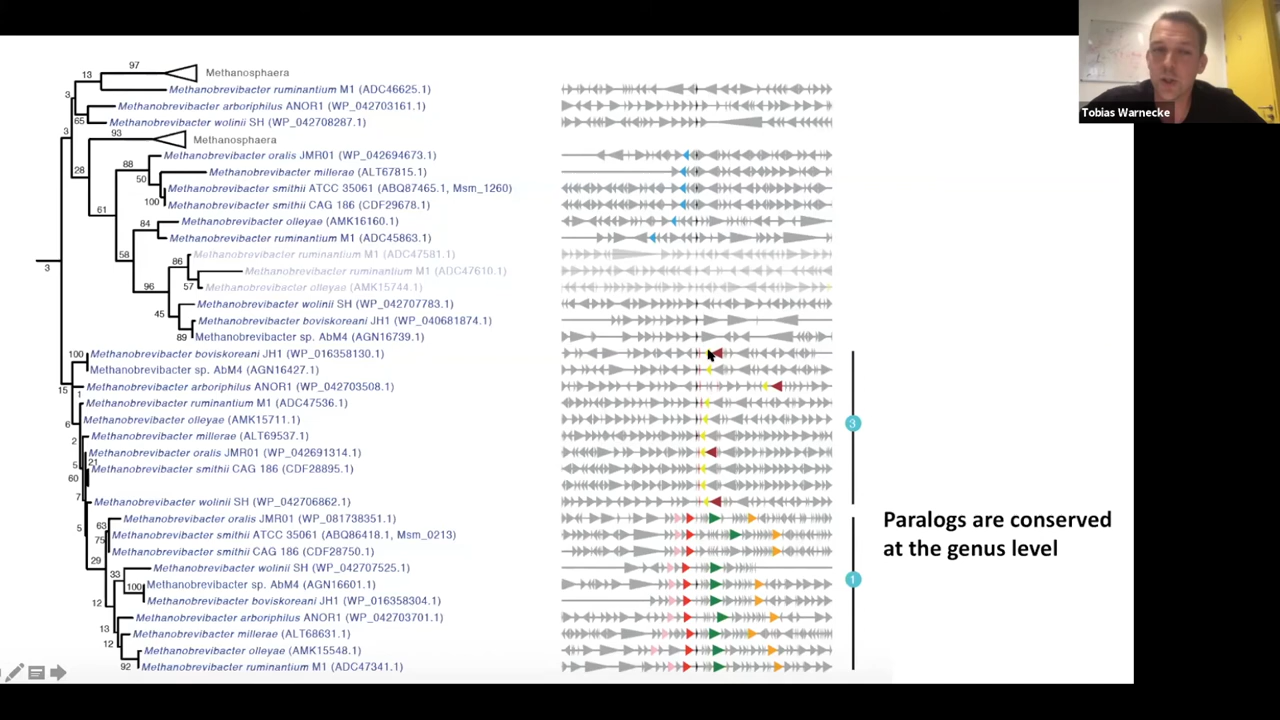 Tobias Warnecke
97
Methanosphaera
13
Methanobrevibacter ruminantium M1 (ADC46625.1)
3
Methanobrevibacter arboriphilus ANOR1 (WP_042703161.1)
65
Methanobrevibacter wolinii SH (WP_042708287.1)
3
93
Methanosphaera
Methanobrevibacter oralis JMR01 (WP_042694673.1)
88
28
Methanobrevibacter millerae (ALT67815.1)
50
Methanobrevibacter smithii ATCC 35061 (ABQ87465.1, Msm_1260)
100
Methanobrevibacter smithii CAG 186 (CDF29678.1)
61
84
Methanobrevibacter olleyae (AMK16160.1)
Methanobrevibacter ruminantium M1 (ADC45863.1)
58
Methanobrevibacter ruminantium M1 (ADC47581.1)
86
3
Methanobrevibacter ruminantium M1 (ADC47610.1)
96
57
Methanobrevibacter olleyae (AMK15744.1)
Methanobrevibacter wolinii SH (WP_042707783.1)
45
Methanobrevibacter boviskoreani JH1 (WP_040681874.1)
89
Methanobrevibacter sp. AbM4 (AGN16739.1)
100
Methanobrevibacter boviskoreani JH1 (WP_016358130.1)
Methanobrevibacter sp. AbM4 (AGN16427.1)
15
Methanobrevibacter arboriphilus ANOR1 (WP_042703508.1)
1
Methanobrevibacter ruminantium M1 (ADC47536.1)
6
Methanobrevibacter olleyae (AMK15711.1)
3
2
Methanobrevibacter millerae (ALT69537.1)
Methanobrevibacter oralis JMR01 (WP_042691314.1)
5
21
Methanobrevibacter smithii CAG 186 (CDF28895.1)
60
7
Methanobrevibacter wolinii SH (WP_042706862.1)
Methanobrevibacter oralis JMR01 (WP_081738351.1)
5
63
Methanobrevibacter smithii ATCC 35061 (ABQ86418.1, Msm_0213)
75
Methanobrevibacter smithii CAG 186 (CDF28750.1)
29
Methanobrevibacter wolinii SH (WP_042707525.1)
33
Methanobrevibacter sp. AbM4 (AGN16601.1)
100
Methanobrevibacter boviskoreani JH1 (WP_016358304.1)
12
Methanobrevibacter arboriphilus ANOR1 (WP_042703701.1)
13
Methanobrevibacter millerae (ALT68631.1)
12
Methanobrevibacter olleyae (AMK15548.1)
92
Methanobrevibacter ruminantium M1 (ADC47341.1)
1
Paralogs are conserved
at the genus level